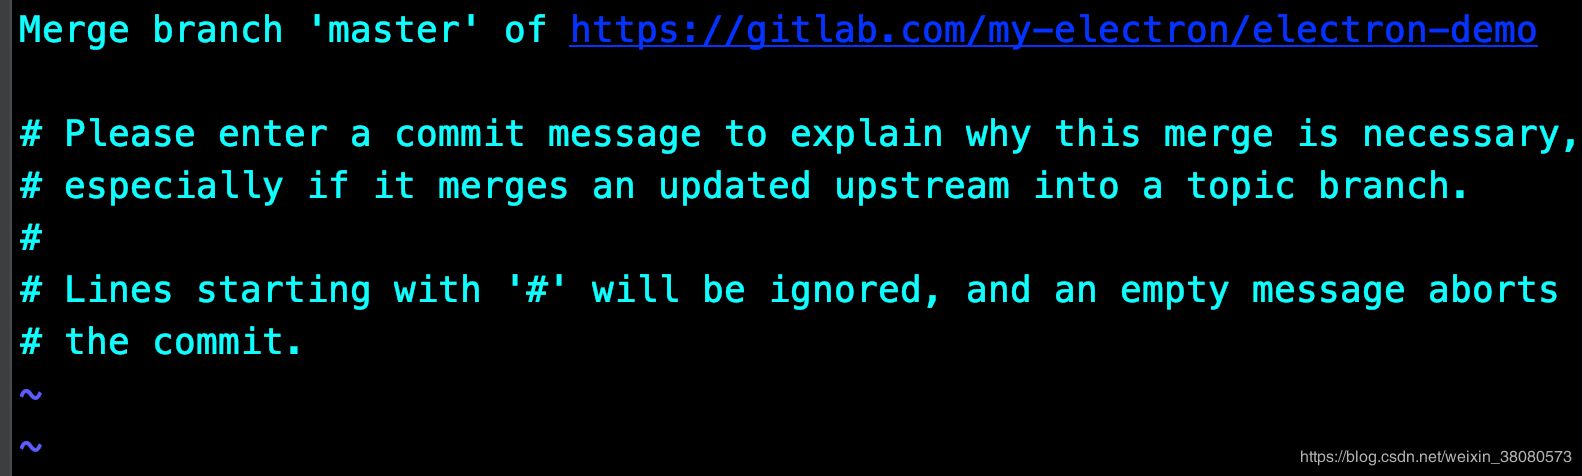 Merge branch 'master' of https://gitlab.com/my-electron/electron-demo

# Please enter a commit message to explain why this merge is necessary,
# especially if it merges an updated upstream into a topic branch.
#
# Lines starting with '#' will be ignored, and an empty message aborts
# the commit.
~
~
https://blog.csdn.net/weixin_38080573